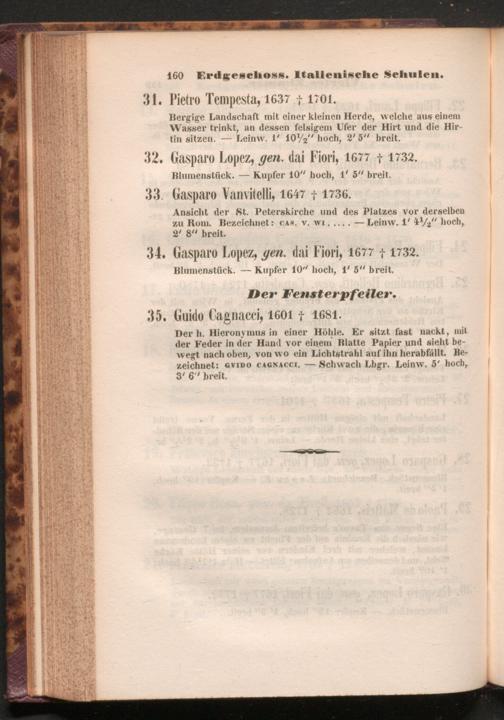 160 Erdgeschoss. Italienische Schulen.
31. Pietro Tempesta, 1637 † 1701.
Bergige Landschaft mit einer kleinen Herde, welche aus einem
Wasser trinkt, an dessen felsigem Ufer der Hirt und die Hir-
tin sitzen. — Leinw. 1' 10½" hoch, 2' 5" breit.
32. Gasparo Lopez, gen. dai Fiori, 1677 † 1732.
Blumenstück. — Kupfer 10" hoch, 1' 5" breit.
33. Gasparo Vanvitelli, 1647 † 1736.
Ansicht der St. Peterskirche und des Platzes vor derselben
zu Rom. Bezeichnet: CAS. V. WI. . . . . — Leinw. 1' 4½" hoch,
2' 8" breit.
34. Gasparo Lopez, gen. dai Fiori, 1677 † 1732.
Blumenstück. — Kupfer 10" hoch, 1' 5" breit.
Der Fensterpfeiler.
35. Guido Cagnacci, 1601 † 1681.
Der h. Hieronymus in einer Höhle. Er sitzt fast nackt, mit
der Feder in der Hand vor einem Blatte Papier und sieht be-
wegt nach oben, von wo ein Lichtstrahl auf ihn herabfällt. Be-
zeichnet: GVIDO CAGNACCI. — Schwach Lbgr. Leinw. 5' hoch,
3' 6" breit.